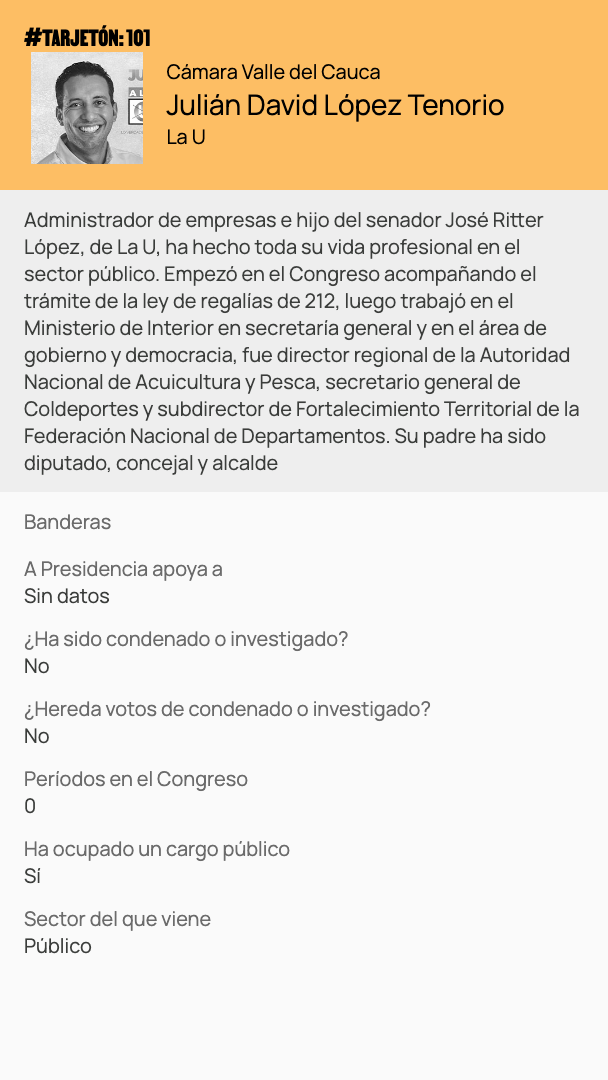 #TARJETÓN: 101
Cámara Valle del Cauca
Julián David López Tenorio
La U
Administrador de empresas e hijo del senador José Ritter
López, de La U, ha hecho toda su vida profesional en el
sector público. Empezó en el Congreso acompañando el
trámite de la ley de regalías de 212, luego trabajó en el
Ministerio de Interior en secretaría general y en el área de
gobierno y democracia, fue director regional de la Autoridad
Nacional de Acuicultura y Pesca, secretario general de
Coldeportes y subdirector de Fortalecimiento Territorial de la
Federación Nacional de Departamentos. Su padre ha sido
diputado, concejal y alcalde
Banderas
A Presidencia apoya a
Sin datos
¿Ha sido condenado o investigado?
No
¿Hereda votos de condenado o investigado?
No
Períodos en el Congreso
0
Ha ocupado un cargo público
Sí
Sector del que viene
Público